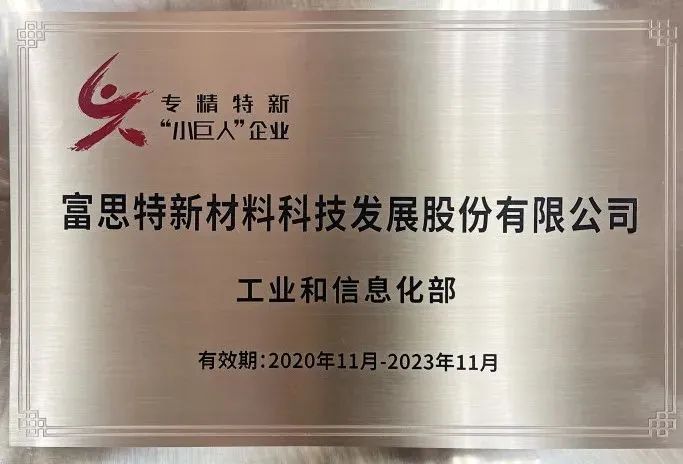 专精特新
“小巨人”企业
富思特新材料科技发展股份有限公司
工业和信息化部
有效期:2020年11月-2023年11月